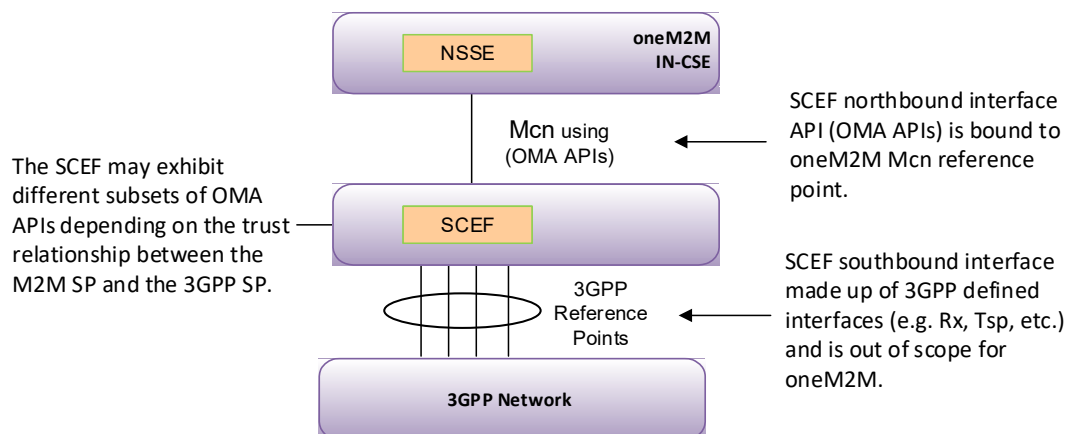 oneM2M
IN-CSE
NSSE
Mcn using
(OMA APIs)
SCEF northbound interface
API (OMA APIs) is bound to
oneM2M Mcn reference
point.
The SCEF may exhibit
different subsets of OMA
APIs depending on the trust
relationship between the
M2M SP and the 3GPP SP.
SCEF
3GPP
Reference
Points
SCEF southbound interface
made up of 3GPP defined
interfaces (e.g. Rx, Tsp, etc.)
and is out of scope for
oneM2M.
3GPP Network